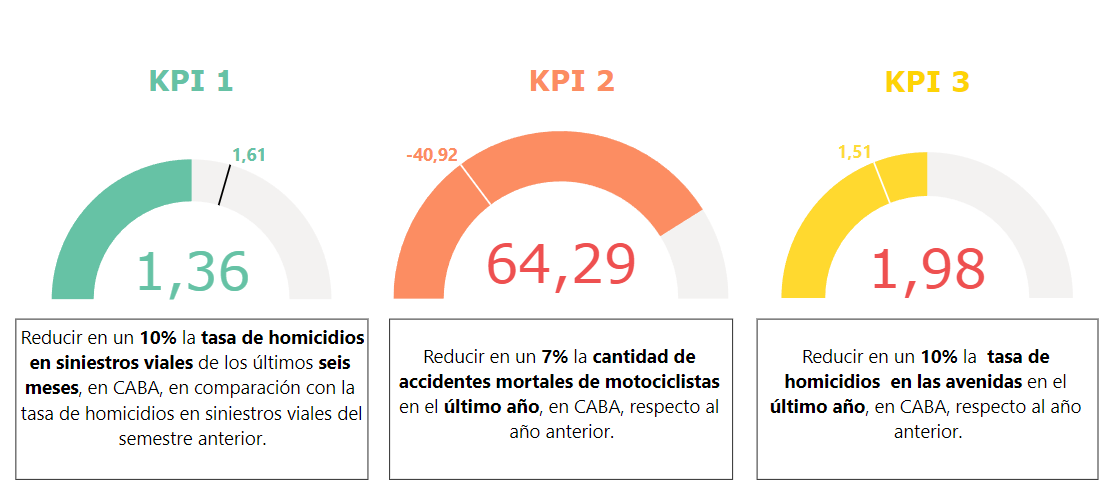 KPI 1
1,61
1,36
Reducir en un 10% la tasa de homicidios
en siniestros viales de los últimos seis
meses, en CABA, en comparación con la
tasa de homicidios en siniestros viales del
semestre anterior.
KPI 2
-40,92
64,29
Reducir en un 7% la cantidad de
accidentes mortales de motociclistas
en el último año, en CABA, respecto al
año anterior.
KPI 3
1,51
1,98
Reducir en un 10% la tasa de
homicidios en las avenidas en el
último año, en CABA, respecto al año
anterior.